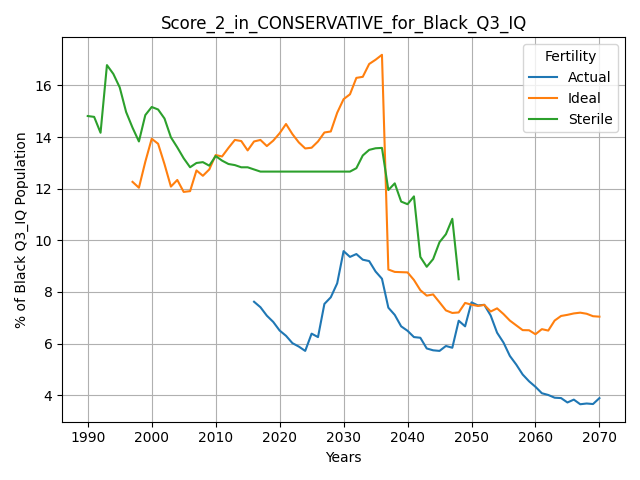 Score_2_in_CONSERVATIVE_for_Black_Q3_IQ
Fertility
Actual
Ideal
Sterile
% of Black Q3_IQ Population
16
14
12
10
8
6
4
1990 2000 2010 2020 2030 2040 2050 2060 2070
Years